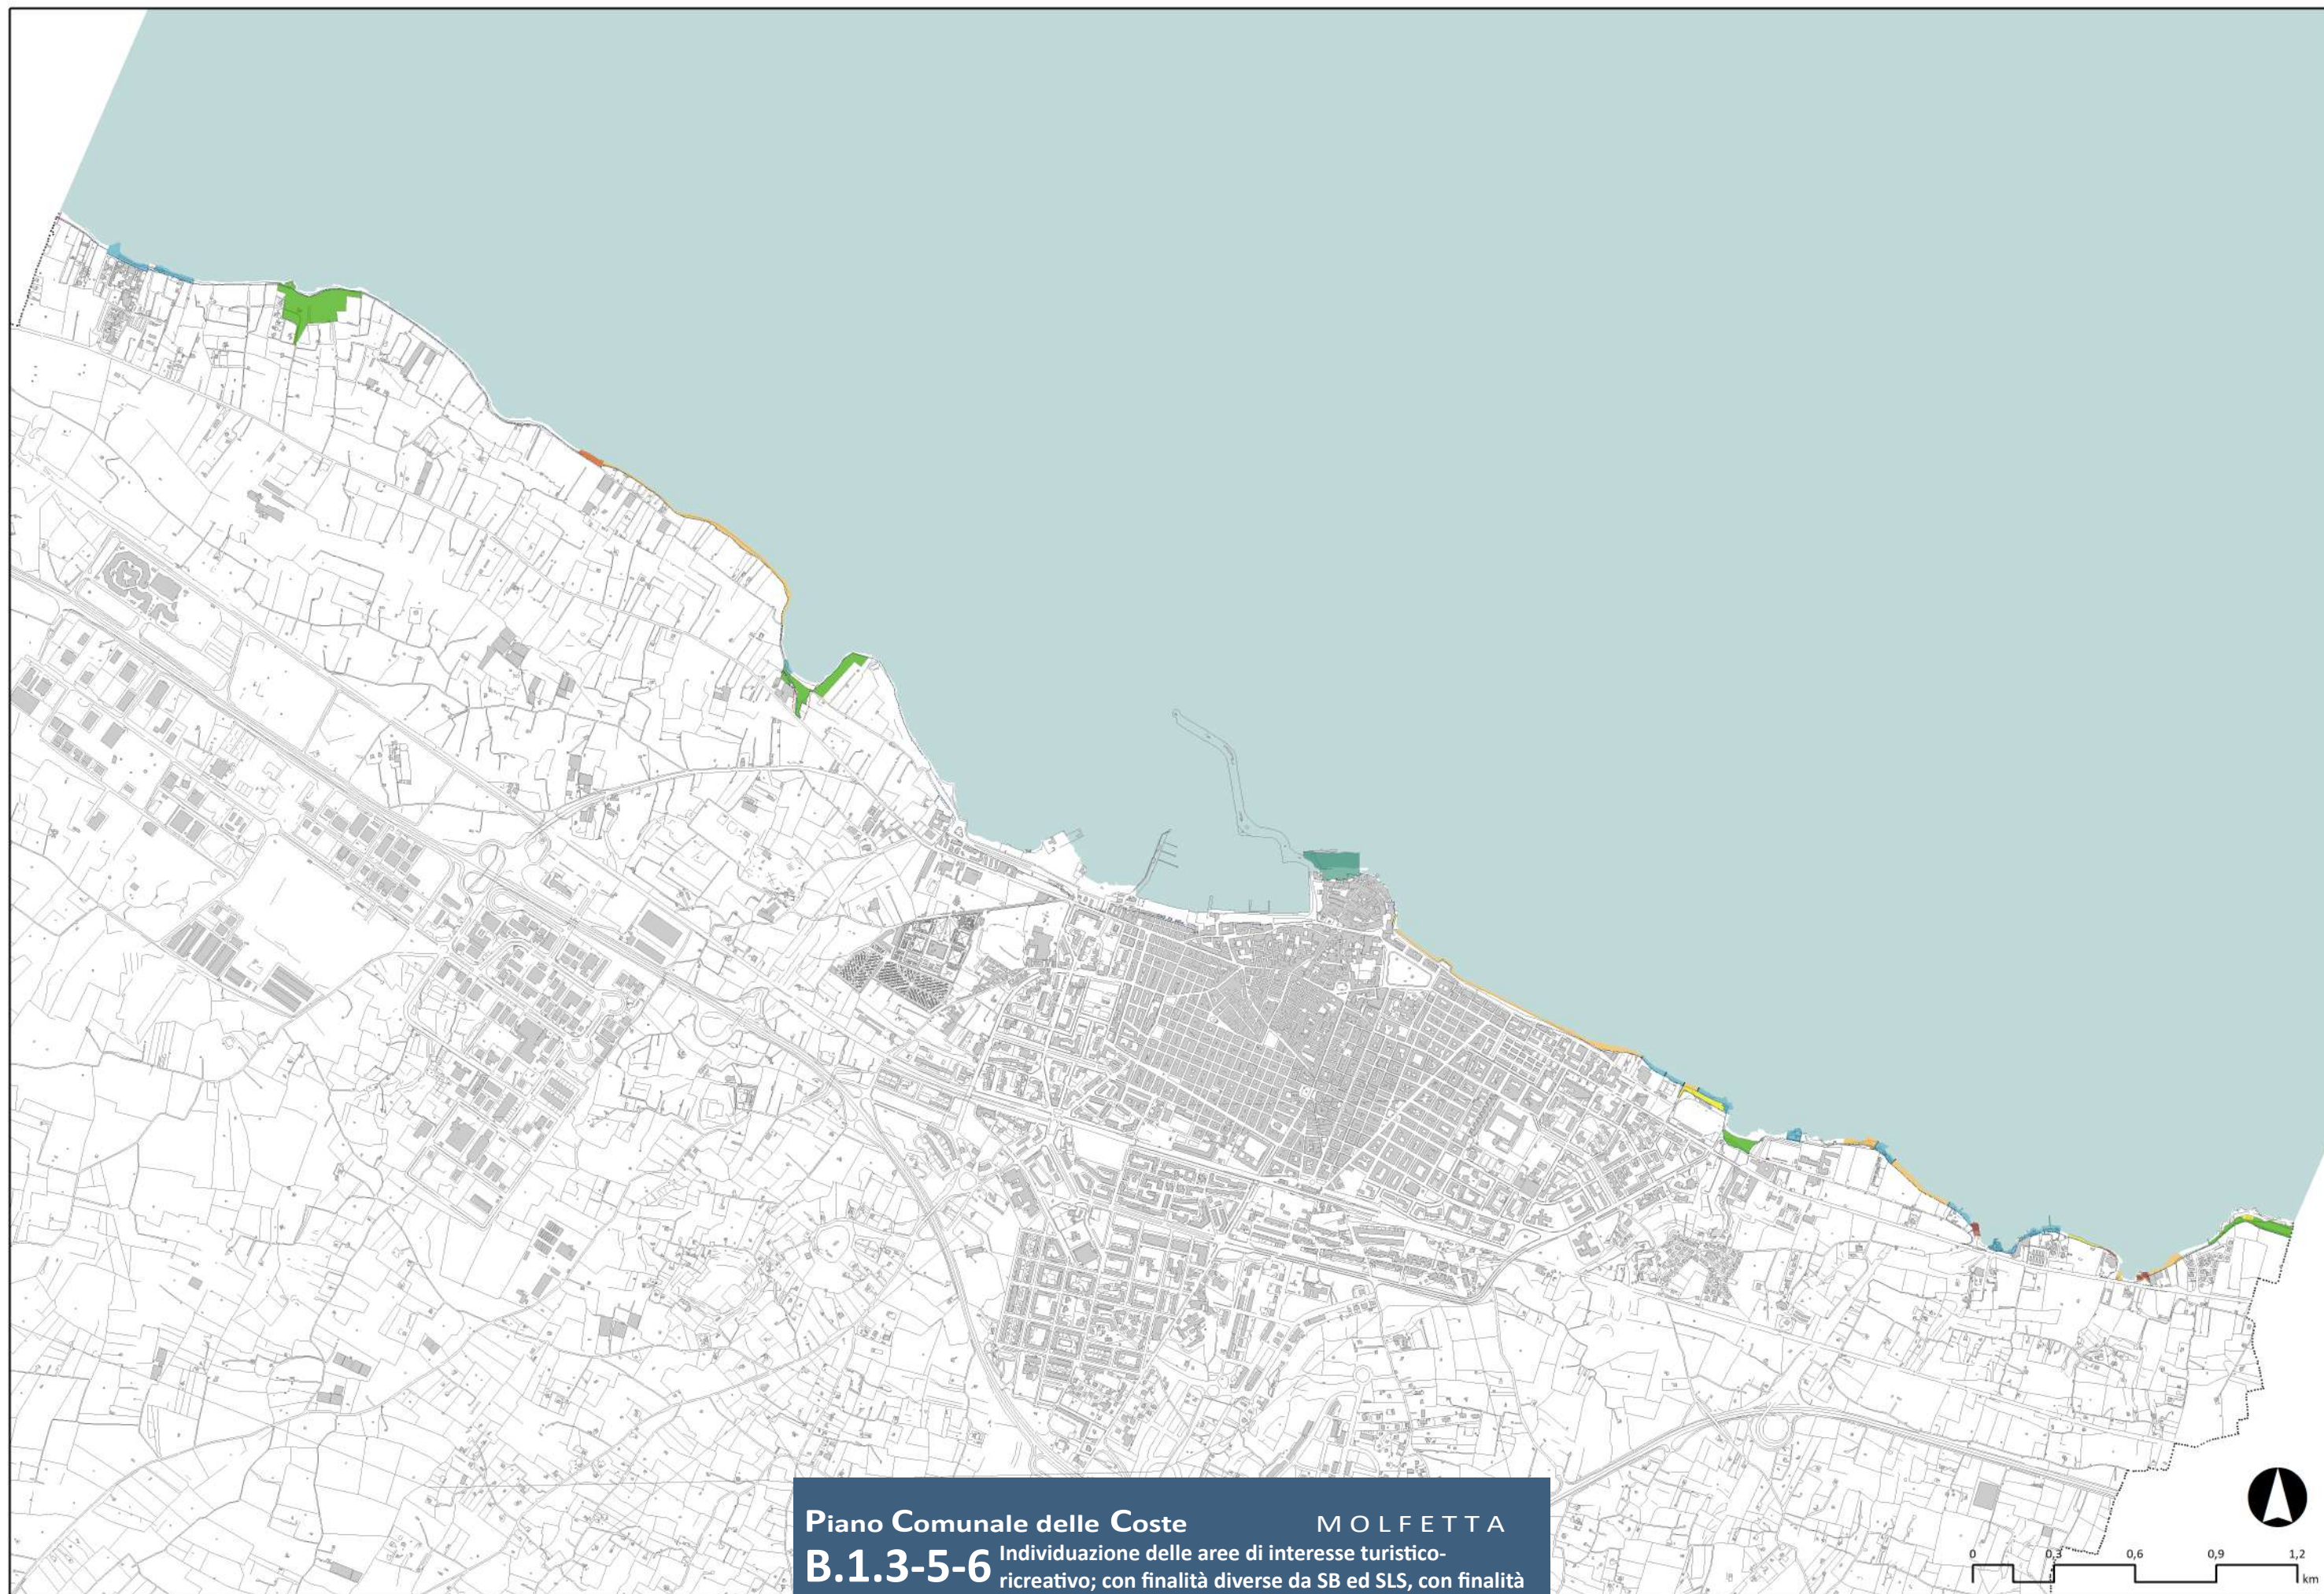 Piano Comunale delle Coste MOLFETTA
B.1.3-5-6 Individuazione delle aree di interesse turistico-
ricreativo; con finalità diverse da SB ed SLS, con finalità
0 0,3 0,6 0,9 1,2
km